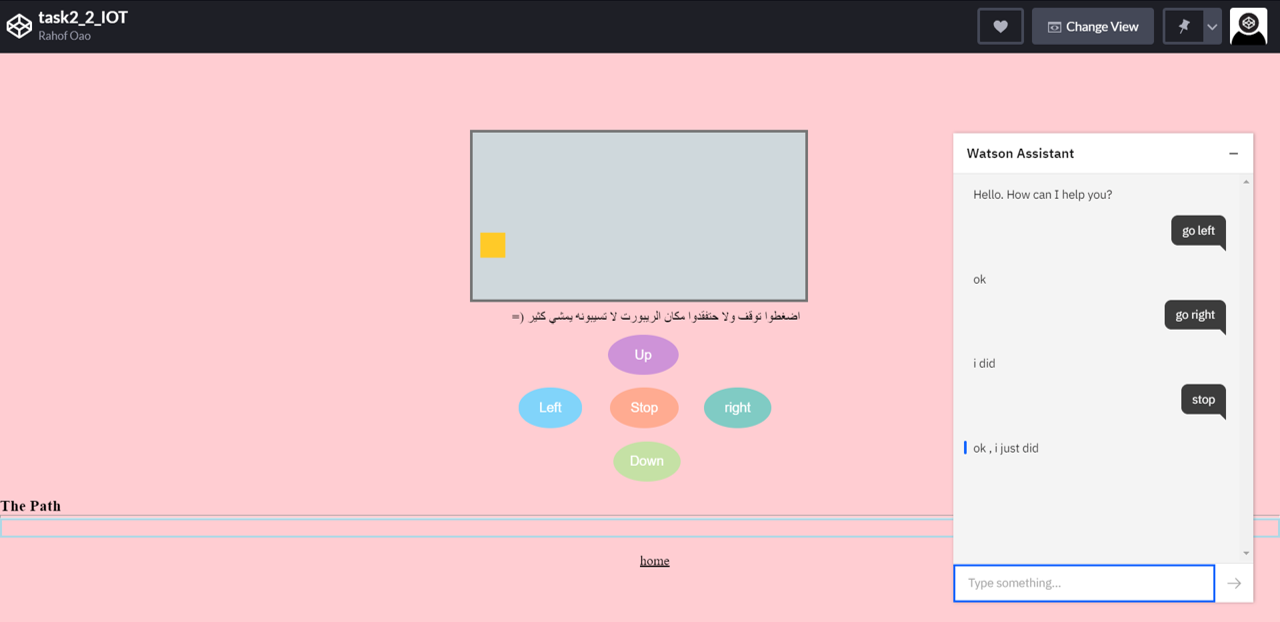 task2_2_IOT
Rahof Oao
Change View
اضغطوا توقف ولا حتفقدوا مكان الريبورت لا تسيبونه يمشي كثير (=
Up
Left Stop right
Down
The Path
home
Watson Assistant
Hello. How can I help you?
go left
ok
go right
i did
stop
ok , i just did
Type something...